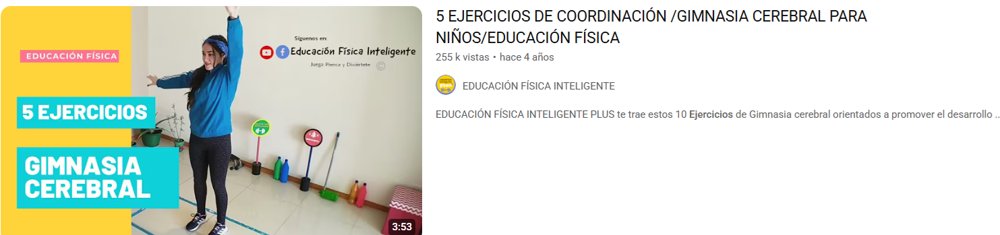 EDUCACIÓN FÍSICA
5 EJERCICIOS
GIMNASIA
CEREBRAL
Síguenos en:
Educación Física Inteligente
Juega Piensa y Diviértete
3:53
5 EJERCICIOS DE COORDINACIÓN /GIMNASIA CEREBRAL PARA
NIÑOS/EDUCACIÓN FÍSICA
255 k vistas • hace 4 años
EDUCACIÓN FÍSICA INTELIGENTE
EDUCACIÓN FÍSICA INTELIGENTE PLUS te trae estos 10 Ejercicios de Gimnasia cerebral orientados a promover el desarrollo ...